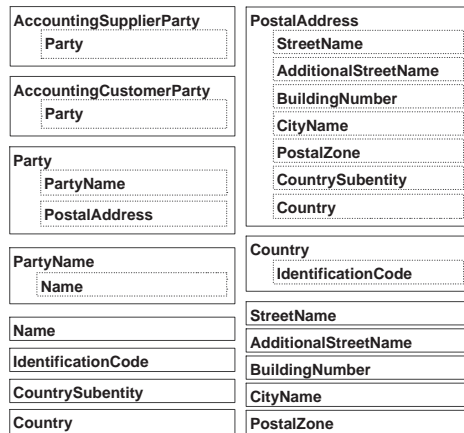 AccountingSupplierParty
Party
AccountingCustomerParty
Party
Party
PartyName
PostalAddress
PartyName
Name
Name
IdentificationCode
CountrySubentity
Country
PostalAddress
StreetName
AdditionalStreetName
BuildingNumber
CityName
PostalZone
CountrySubentity
Country
Country
IdentificationCode
StreetName
AdditionalStreetName
BuildingNumber
CityName
PostalZone